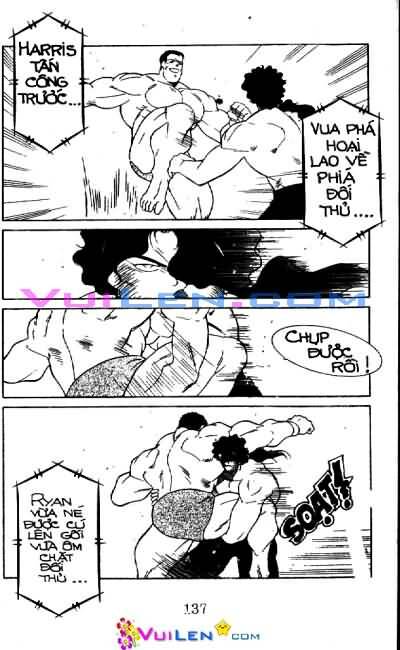 HARRIS
TẤN
CÔNG
TRƯỚC...
VUA PHÁ
HOẠI
LAO VỀ
PHÍA
ĐỐI
THỦ....
VUILEN.COM
CHỤP
ĐƯỢC
RỒI!
RYAN
VỪA NÉ
ĐƯỢC CÚ
LÊN GỐI
VỪA ÔM
CHẶT
ĐỐI
THỦ...
SOẠT!
137
VUILEN.COM